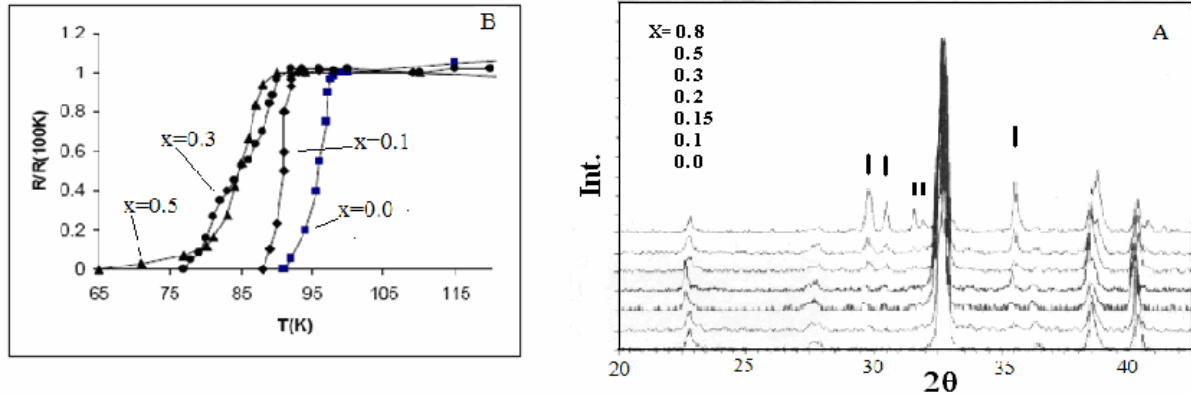 B
1.2
1
0.8
0.6
0.4
0.2
0
R/R(100K)
x=0.3
x=0.1
x=0.5
x=0.0
65 75 85 95 105 115
T(K)
A
X= 0.8
0.5
0.3
0.2
0.15
0.1
0.0
Int.
20 25 30 35 40
2θ